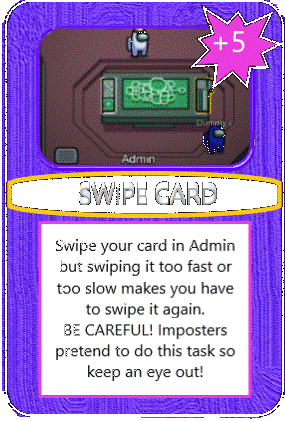 +5
Dummy 1
Admin
SWIPE CARD
Swipe your card in Admin
but swiping it too fast or
too slow makes you have
to swipe it again.
BE CAREFUL! Imposters
pretend to do this task so
keep an eye out!